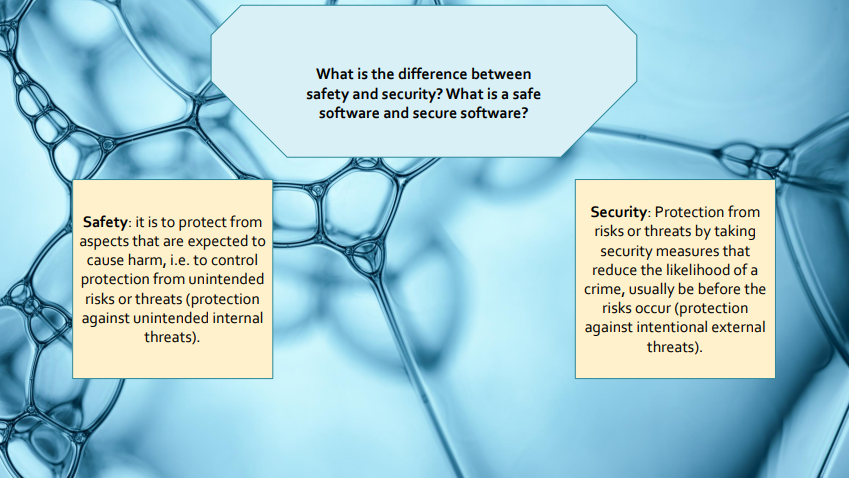 What is the difference between
safety and security? What is a safe
software and secure software?
Safety: it is to protect from
aspects that are expected to
cause harm, i.e. to control
protection from unintended
risks or threats (protection
against unintended internal
threats).
Security: Protection from
risks or threats by taking
security measures that
reduce the likelihood of a
crime, usually be before the
risks occur (protection
against intentional external
threats).